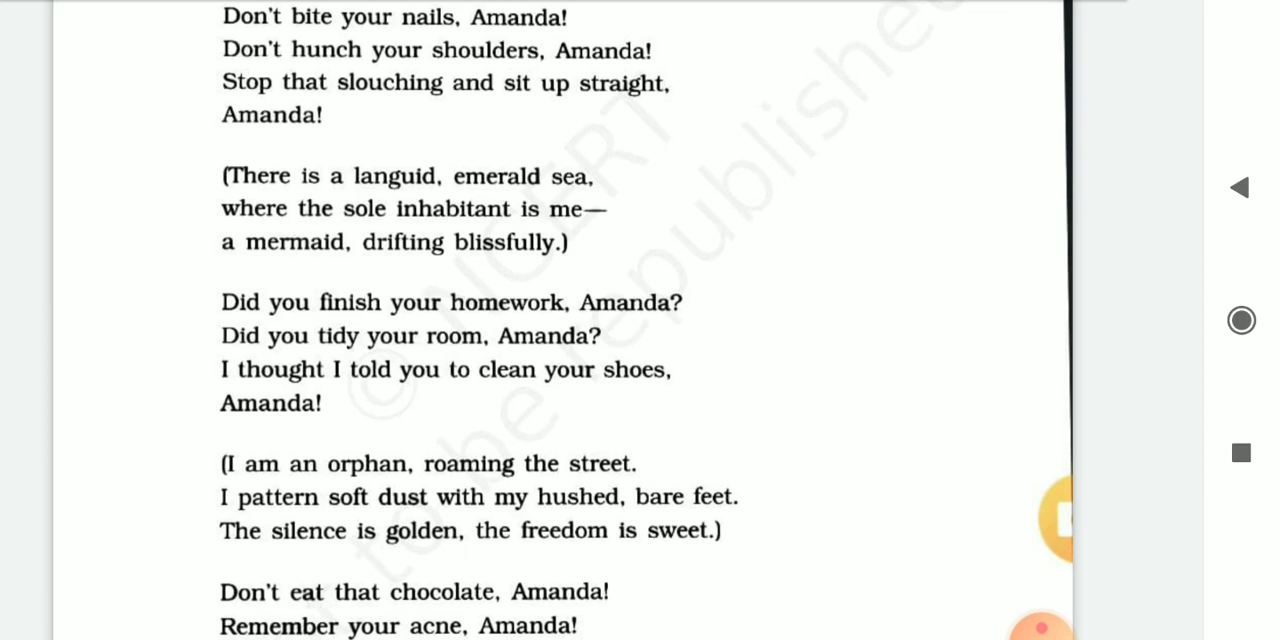 Don't bite your nails, Amanda!
Don't hunch your shoulders, Amanda!
Stop that slouching and sit up straight,
Amanda!
(There is a languid, emerald sea,
where the sole inhabitant is me—
a mermaid, drifting blissfully.)
Did you finish your homework, Amanda?
Did you tidy your room, Amanda?
I thought I told you to clean your shoes,
Amanda!
(I am an orphan, roaming the street.
I pattern soft dust with my hushed, bare feet.
The silence is golden, the freedom is sweet.)
Don't eat that chocolate, Amanda!
Remember your acne, Amanda!
© NCERT
to be republished